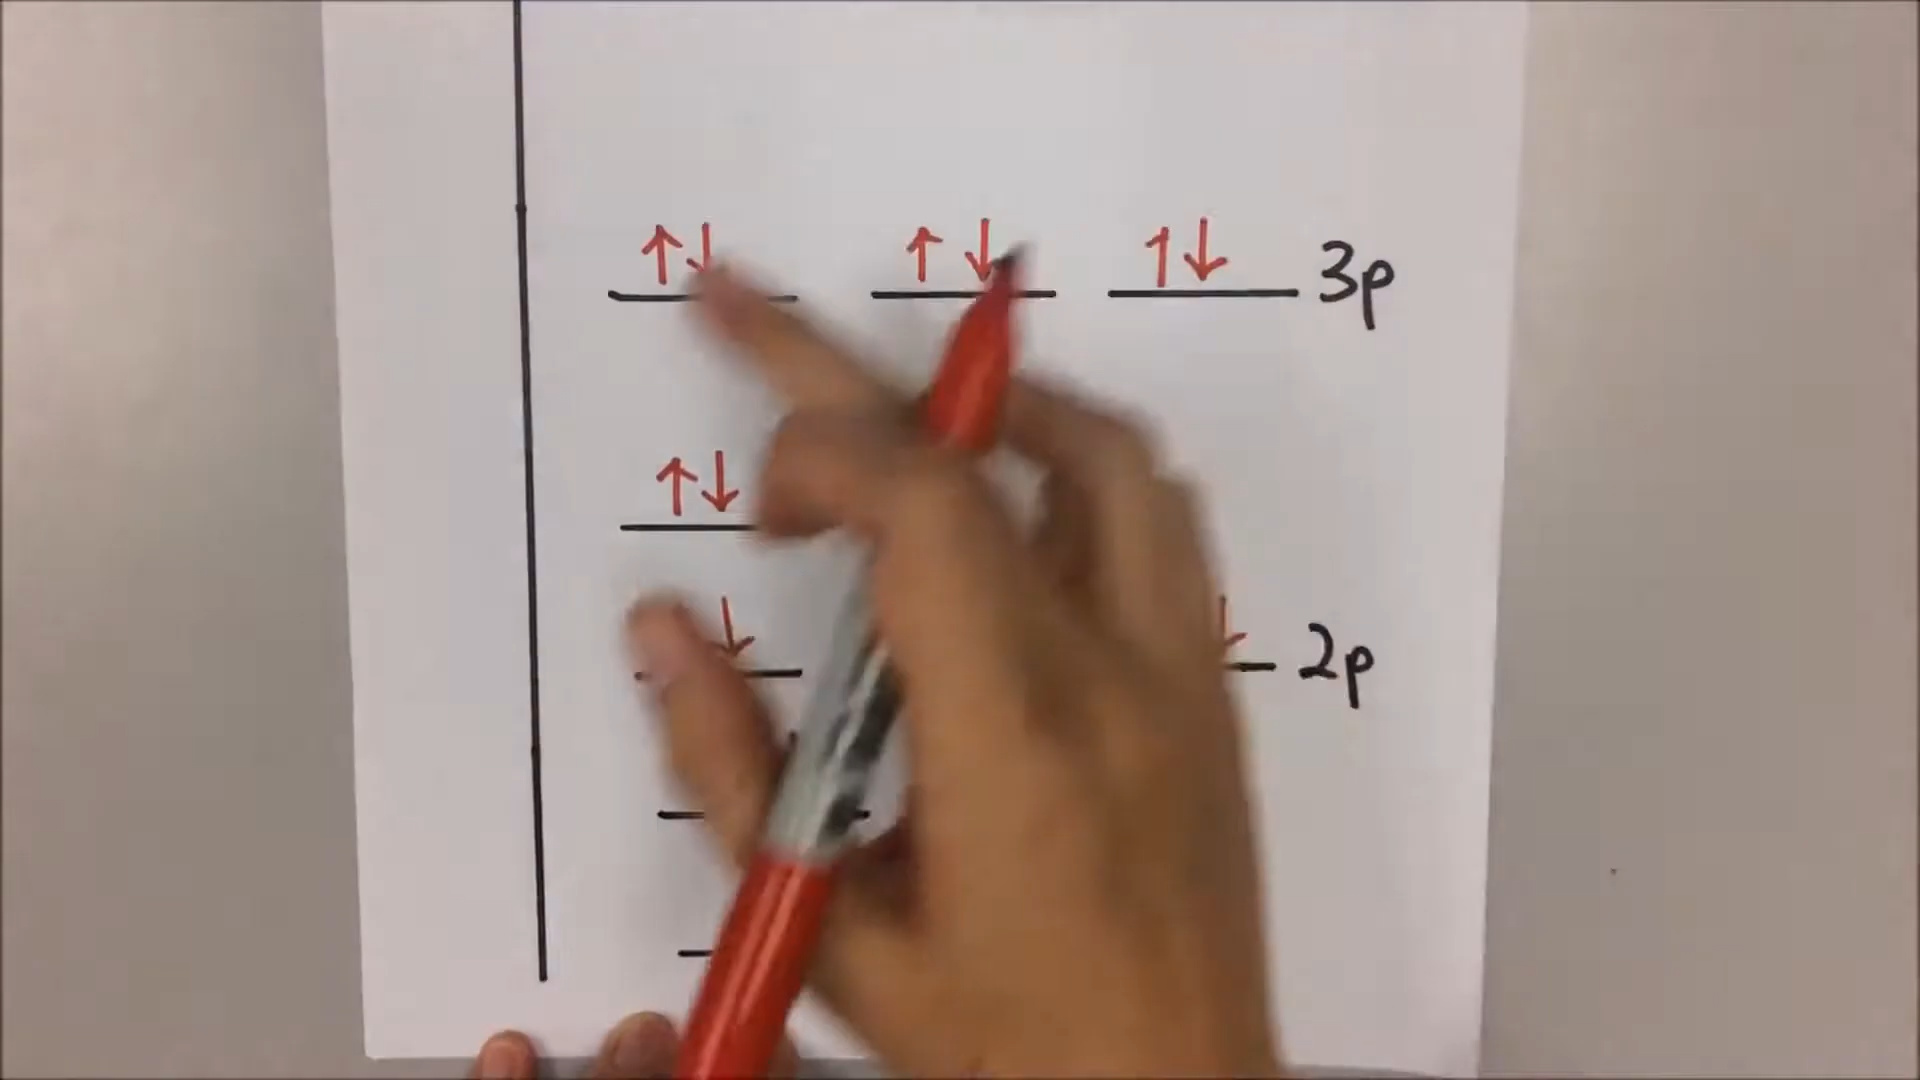 ↑↓ ↑↓ ↑↓ 3p
↑↓
↓ ↓ 2p